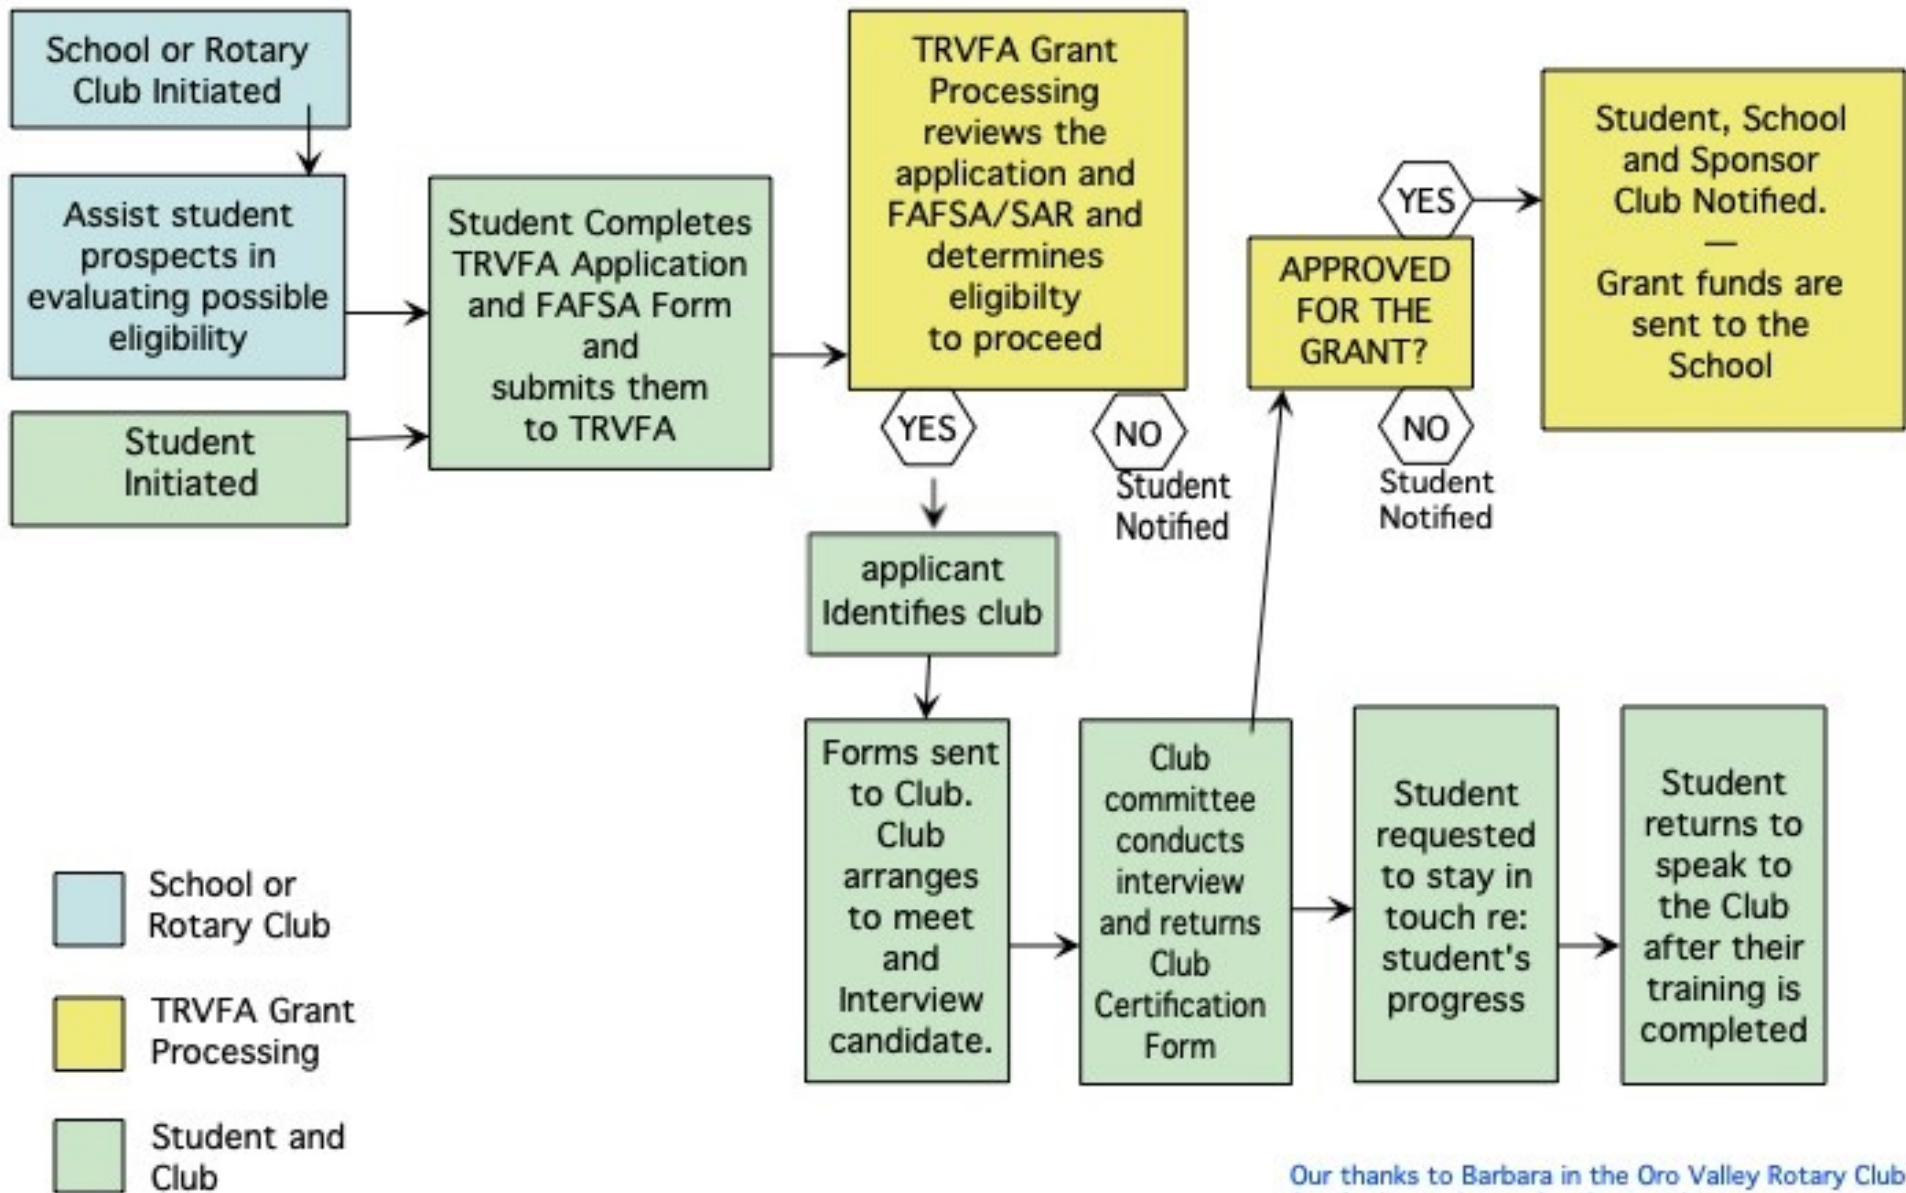 School or Rotary
Club Initiated
Assist student
prospects in
evaluating possible
eligibility
Student
Initiated
Student Completes
TRVFA Application
and FAFSA Form
and
submits them
to TRVFA
TRVFA Grant
Processing
reviews the
application and
FAFSA/SAR and
determines
eligibilty
to proceed
YES
NO
Student
Notified
applicant
Identifies club
Forms sent
to Club.
Club
arranges
to meet
and
Interview
candidate.
Club
committee
conducts
interview
and returns
Club
Certification
Form
APPROVED
FOR THE
GRANT?
YES
NO
Student
Notified
Student, School
and Sponsor
Club Notified.
—
Grant funds are
sent to the
School
Student
requested
to stay in
touch re:
student's
progress
Student
returns to
speak to
the Club
after their
training is
completed
School or
Rotary Club
TRVFA Grant
Processing
Student and
Club
Our thanks to Barbara in the Oro Valley Rotary Club